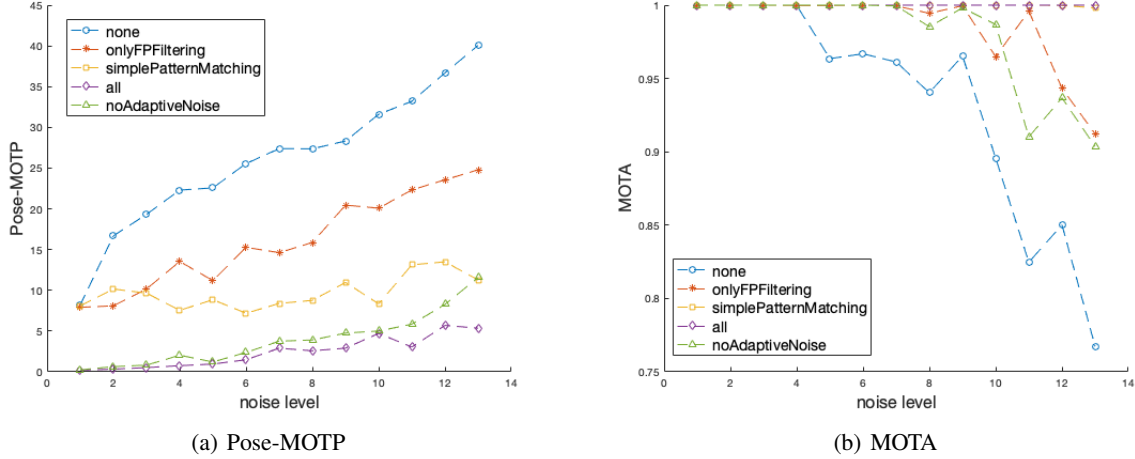 45
40
35
30
25
20
15
10
5
0
Pose-MOTP
none
onlyFPFiltering
simplePatternMatching
all
noAdaptiveNoise
0 2 4 6 8 10 12 14
noise level
(a) Pose-MOTP
1
0.95
0.9
0.85
0.8
0.75
MOTA
none
onlyFPFiltering
simplePatternMatching
all
noAdaptiveNoise
0 2 4 6 8 10 12 14
noise level
(b) MOTA